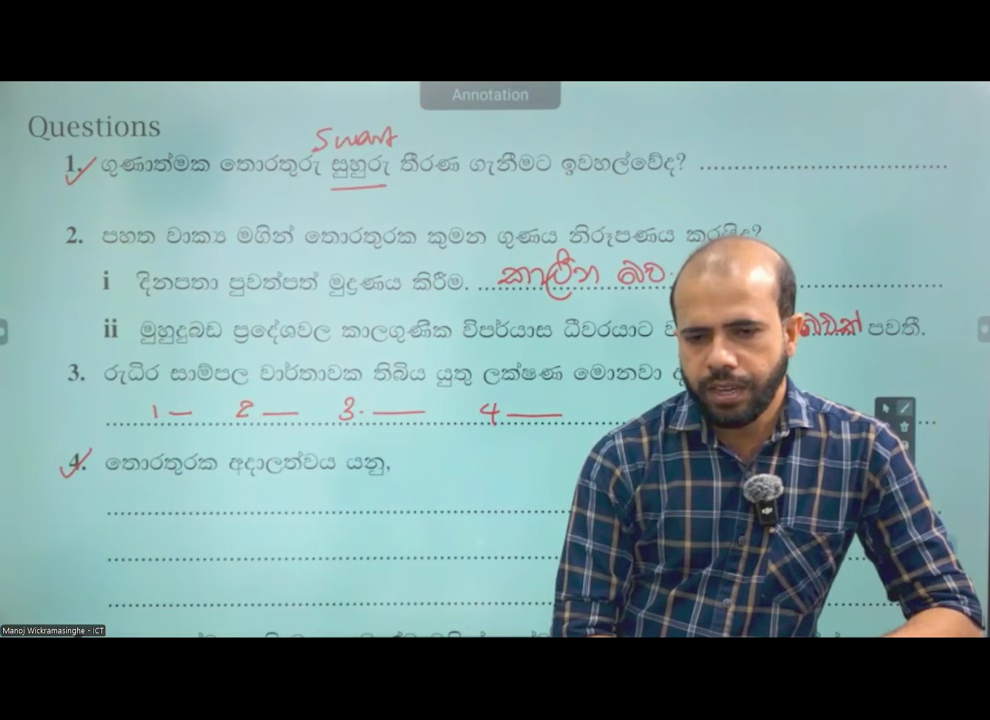 Annotation
Questions
Smart
1. ගුණාත්මක තොරතුරු සුහුරු තීරණ ගැනීමට ඉවහල්වේද? ..............................
2. පහත වාක්‍ය මගින් තොරතුරක කුමන ගුණය නිරූපණය කරයිද?
i දිනපතා පුවත්පත් මුද්‍රණය කිරීම. කාලීන බව
ii මුහුදුබඩ ප්‍රදේශවල කාලගුණික විපර්යාස ධීවරයාට බවක් පවතී.
3. රුධිර සාම්පල වාර්තාවක තිබිය යුතු ලක්ෂණ මොනවා
1 — 2 — 3. — 4 —
4. තොරතුරක අදාලත්වය යනු,
Manoj Wickramasinghe - ICT